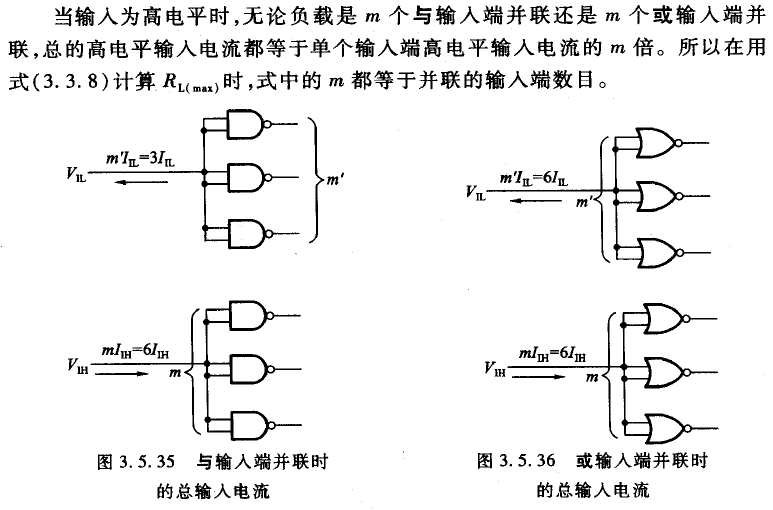 当输入为高电平时,无论负载是 m 个与输入端并联还是 m 个或输入端并
联,总的高电平输入电流都等于单个输入端高电平输入电流的 m 倍。所以在用
式(3.3.8)计算 RL(max)时,式中的 m 都等于并联的输入端数目。
m'IIL=3IIL
VIL
m'
m'IIL=6IIL
VIL
m'
mIIH=6IIH
VIH
m
mIIH=6IIH
VIH
m
图 3.5.35 与输入端并联时
的总输入电流
图 3.5.36 或输入端并联时
的总输入电流